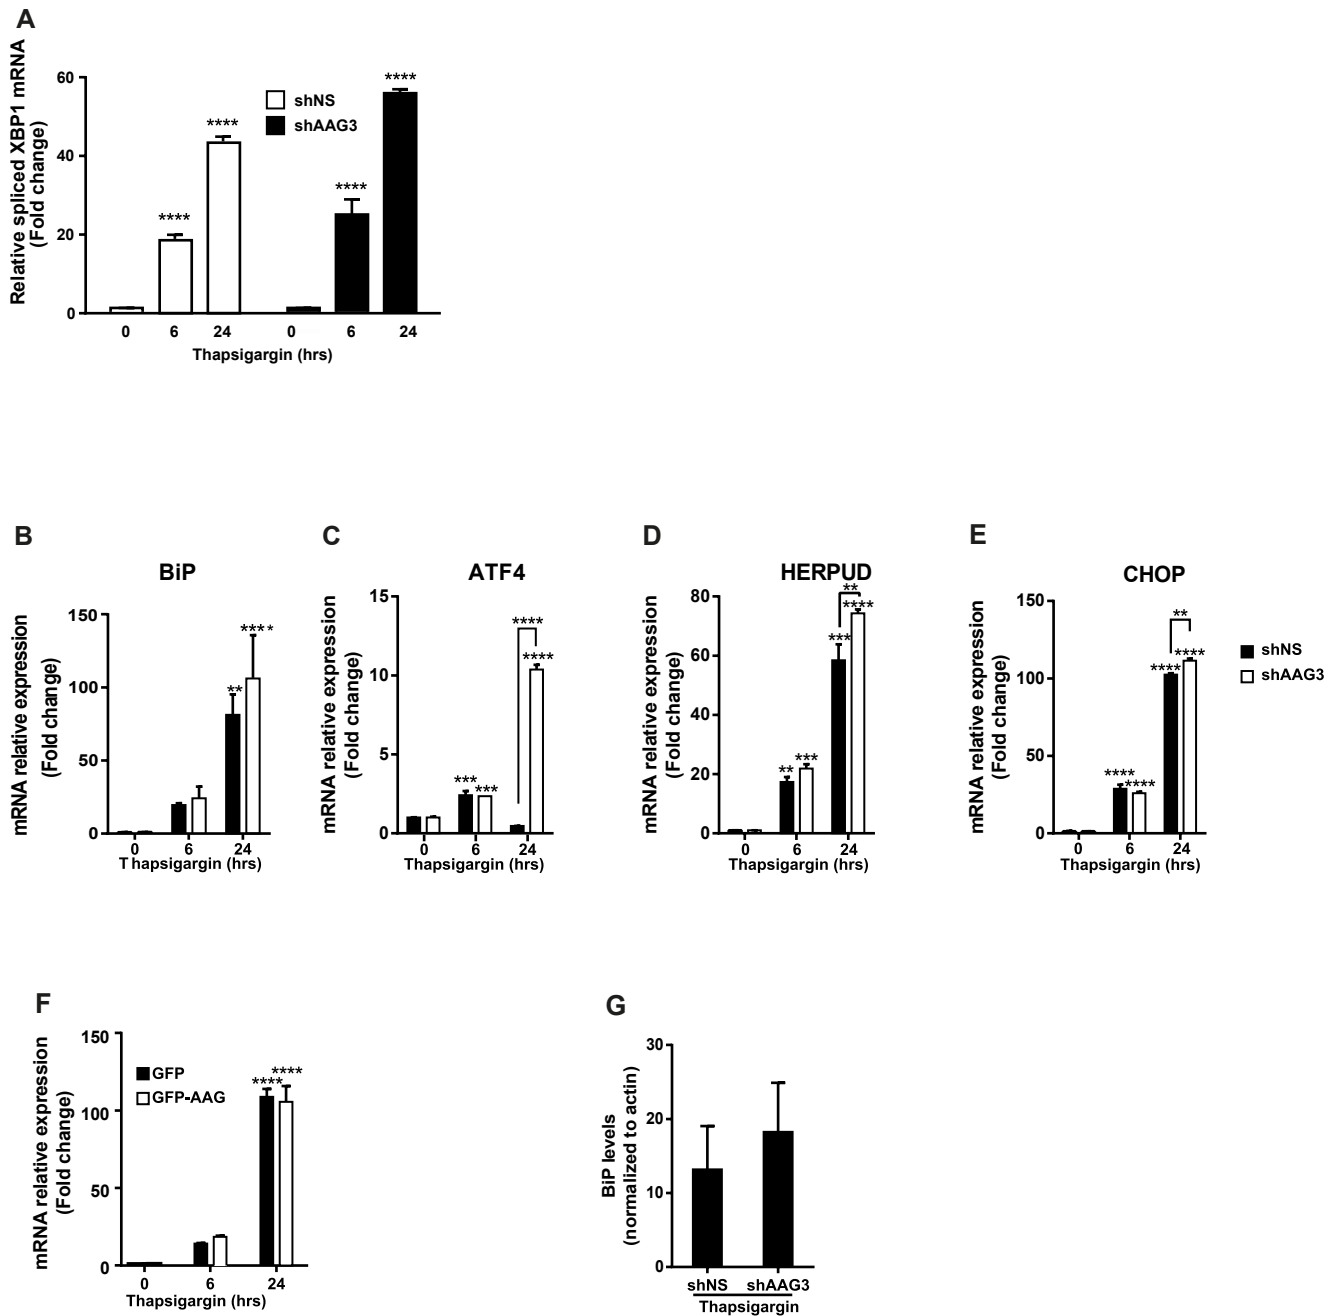 A
Relative spliced XBP1 mRNA
(Fold change)
60
40
20
0
shNS
shAAG3
****
****
****
****
0 6 24 0 6 24
Thapsigargin (hrs)
B
BiP
mRNA relative expression
(Fold change)
150
100
50
0
**
****
0 6 24
Thapsigargin (hrs)
C
ATF4
mRNA relative expression
(Fold change)
15
10
5
0
***
***
****
****
0 6 24
Thapsigargin (hrs)
D
HERPUD
mRNA relative expression
(Fold change)
80
60
40
20
0
**
***
***
**
****
0 6 24
Thapsigargin (hrs)
E
CHOP
mRNA relative expression
(Fold change)
150
100
50
0
****
****
**
****
****
0 6 24
Thapsigargin (hrs)
shNS
shAAG3
F
mRNA relative expression
(Fold change)
150
100
50
0
GFP
GFP-AAG
****
****
0 6 24
Thapsigargin (hrs)
G
BiP levels
(normalized to actin)
30
20
10
0
shNS shAAG3
Thapsigargin